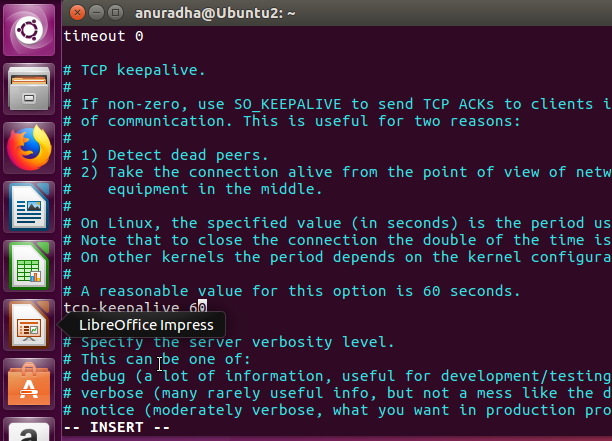 anuradha@Ubuntu2: ~
timeout 0
# TCP keepalive.
#
# If non-zero, use SO_KEEPALIVE to send TCP ACKs to clients i
# of communication. This is useful for two reasons:
#
# 1) Detect dead peers.
# 2) Take the connection alive from the point of view of netw
#    equipment in the middle.
#
# On Linux, the specified value (in seconds) is the period us
# Note that to close the connection the double of the time is
# On other kernels the period depends on the kernel configura
#
# A reasonable value for this option is 60 seconds.
tcp-keepalive 60
LibreOffice Impress
# Specify the server verbosity level.
# This can be one of:
# debug (a lot of information, useful for development/testing
# verbose (many rarely useful info, but not a mess like the d
# notice (moderately verbose, what you want in production pro
-- INSERT --
a